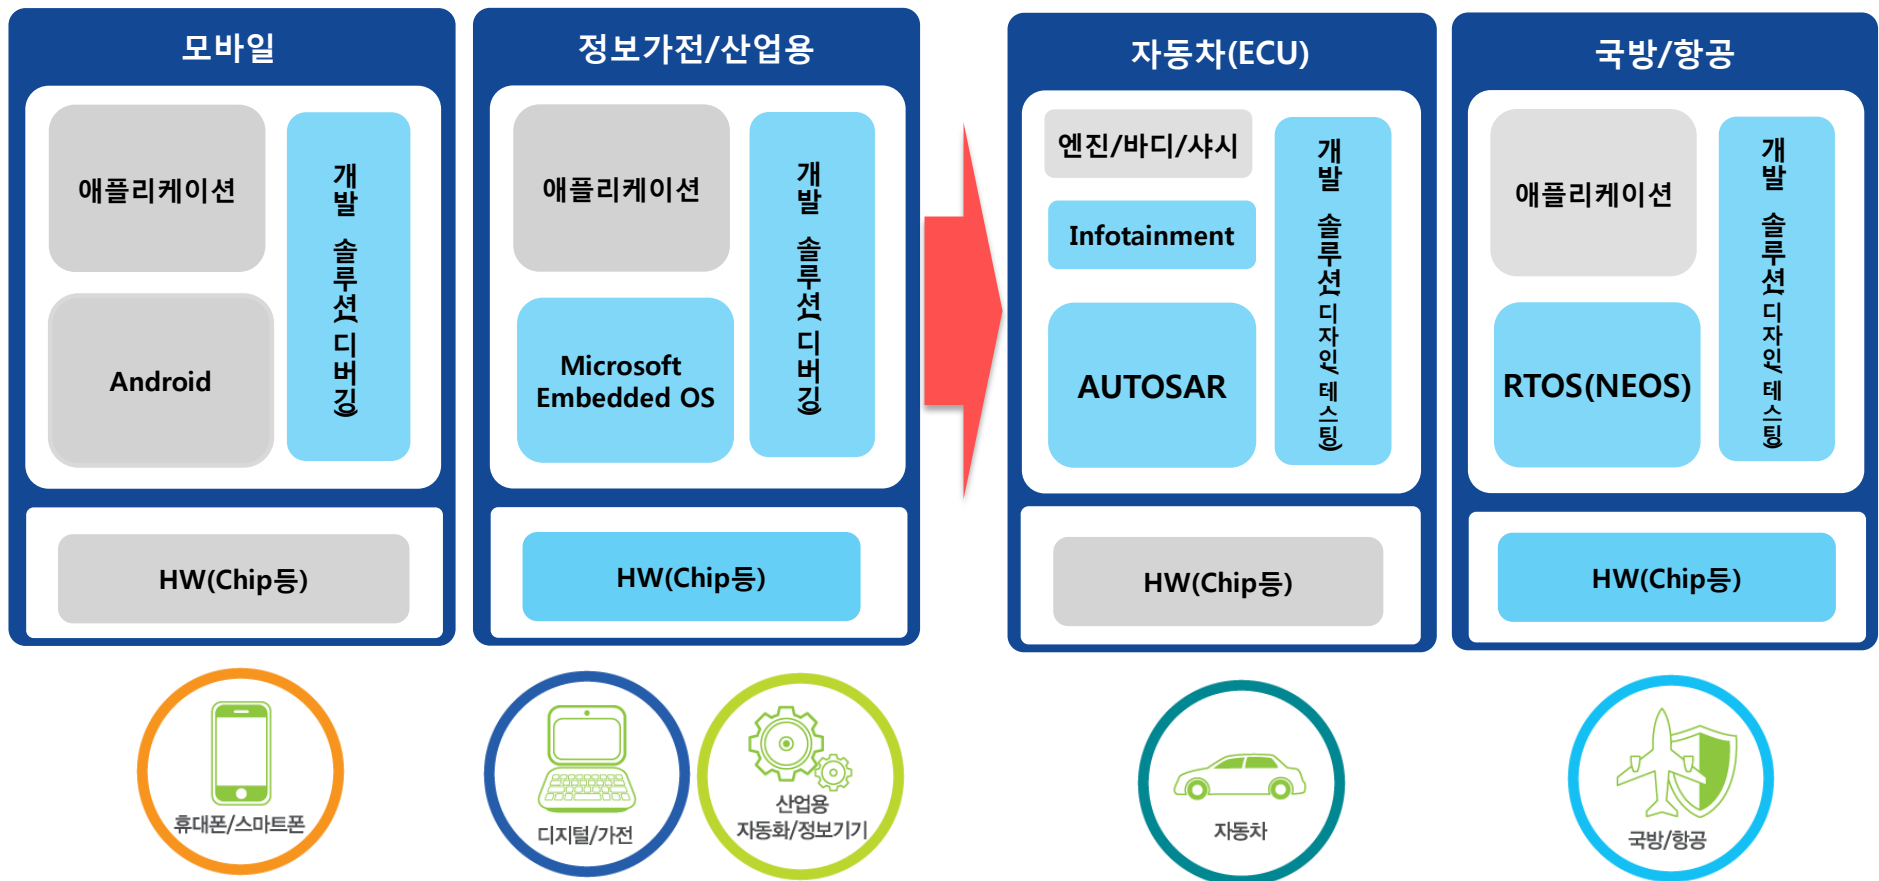 모바일
애플리케이션
개발 솔루션(디버깅)
Android
HW(Chip등)
휴대폰/스마트폰
정보가전/산업용
애플리케이션
개발 솔루션(디버깅)
Microsoft
Embedded OS
HW(Chip등)
디지털/가전
산업용
자동화/정보기기
자동차(ECU)
엔진/바디/샤시
Infotainment
AUTOSAR
개발 솔루션(디자인/테스팅)
HW(Chip등)
자동차
국방/항공
애플리케이션
RTOS(NEOS)
개발 솔루션(디자인/테스팅)
HW(Chip등)
국방/항공